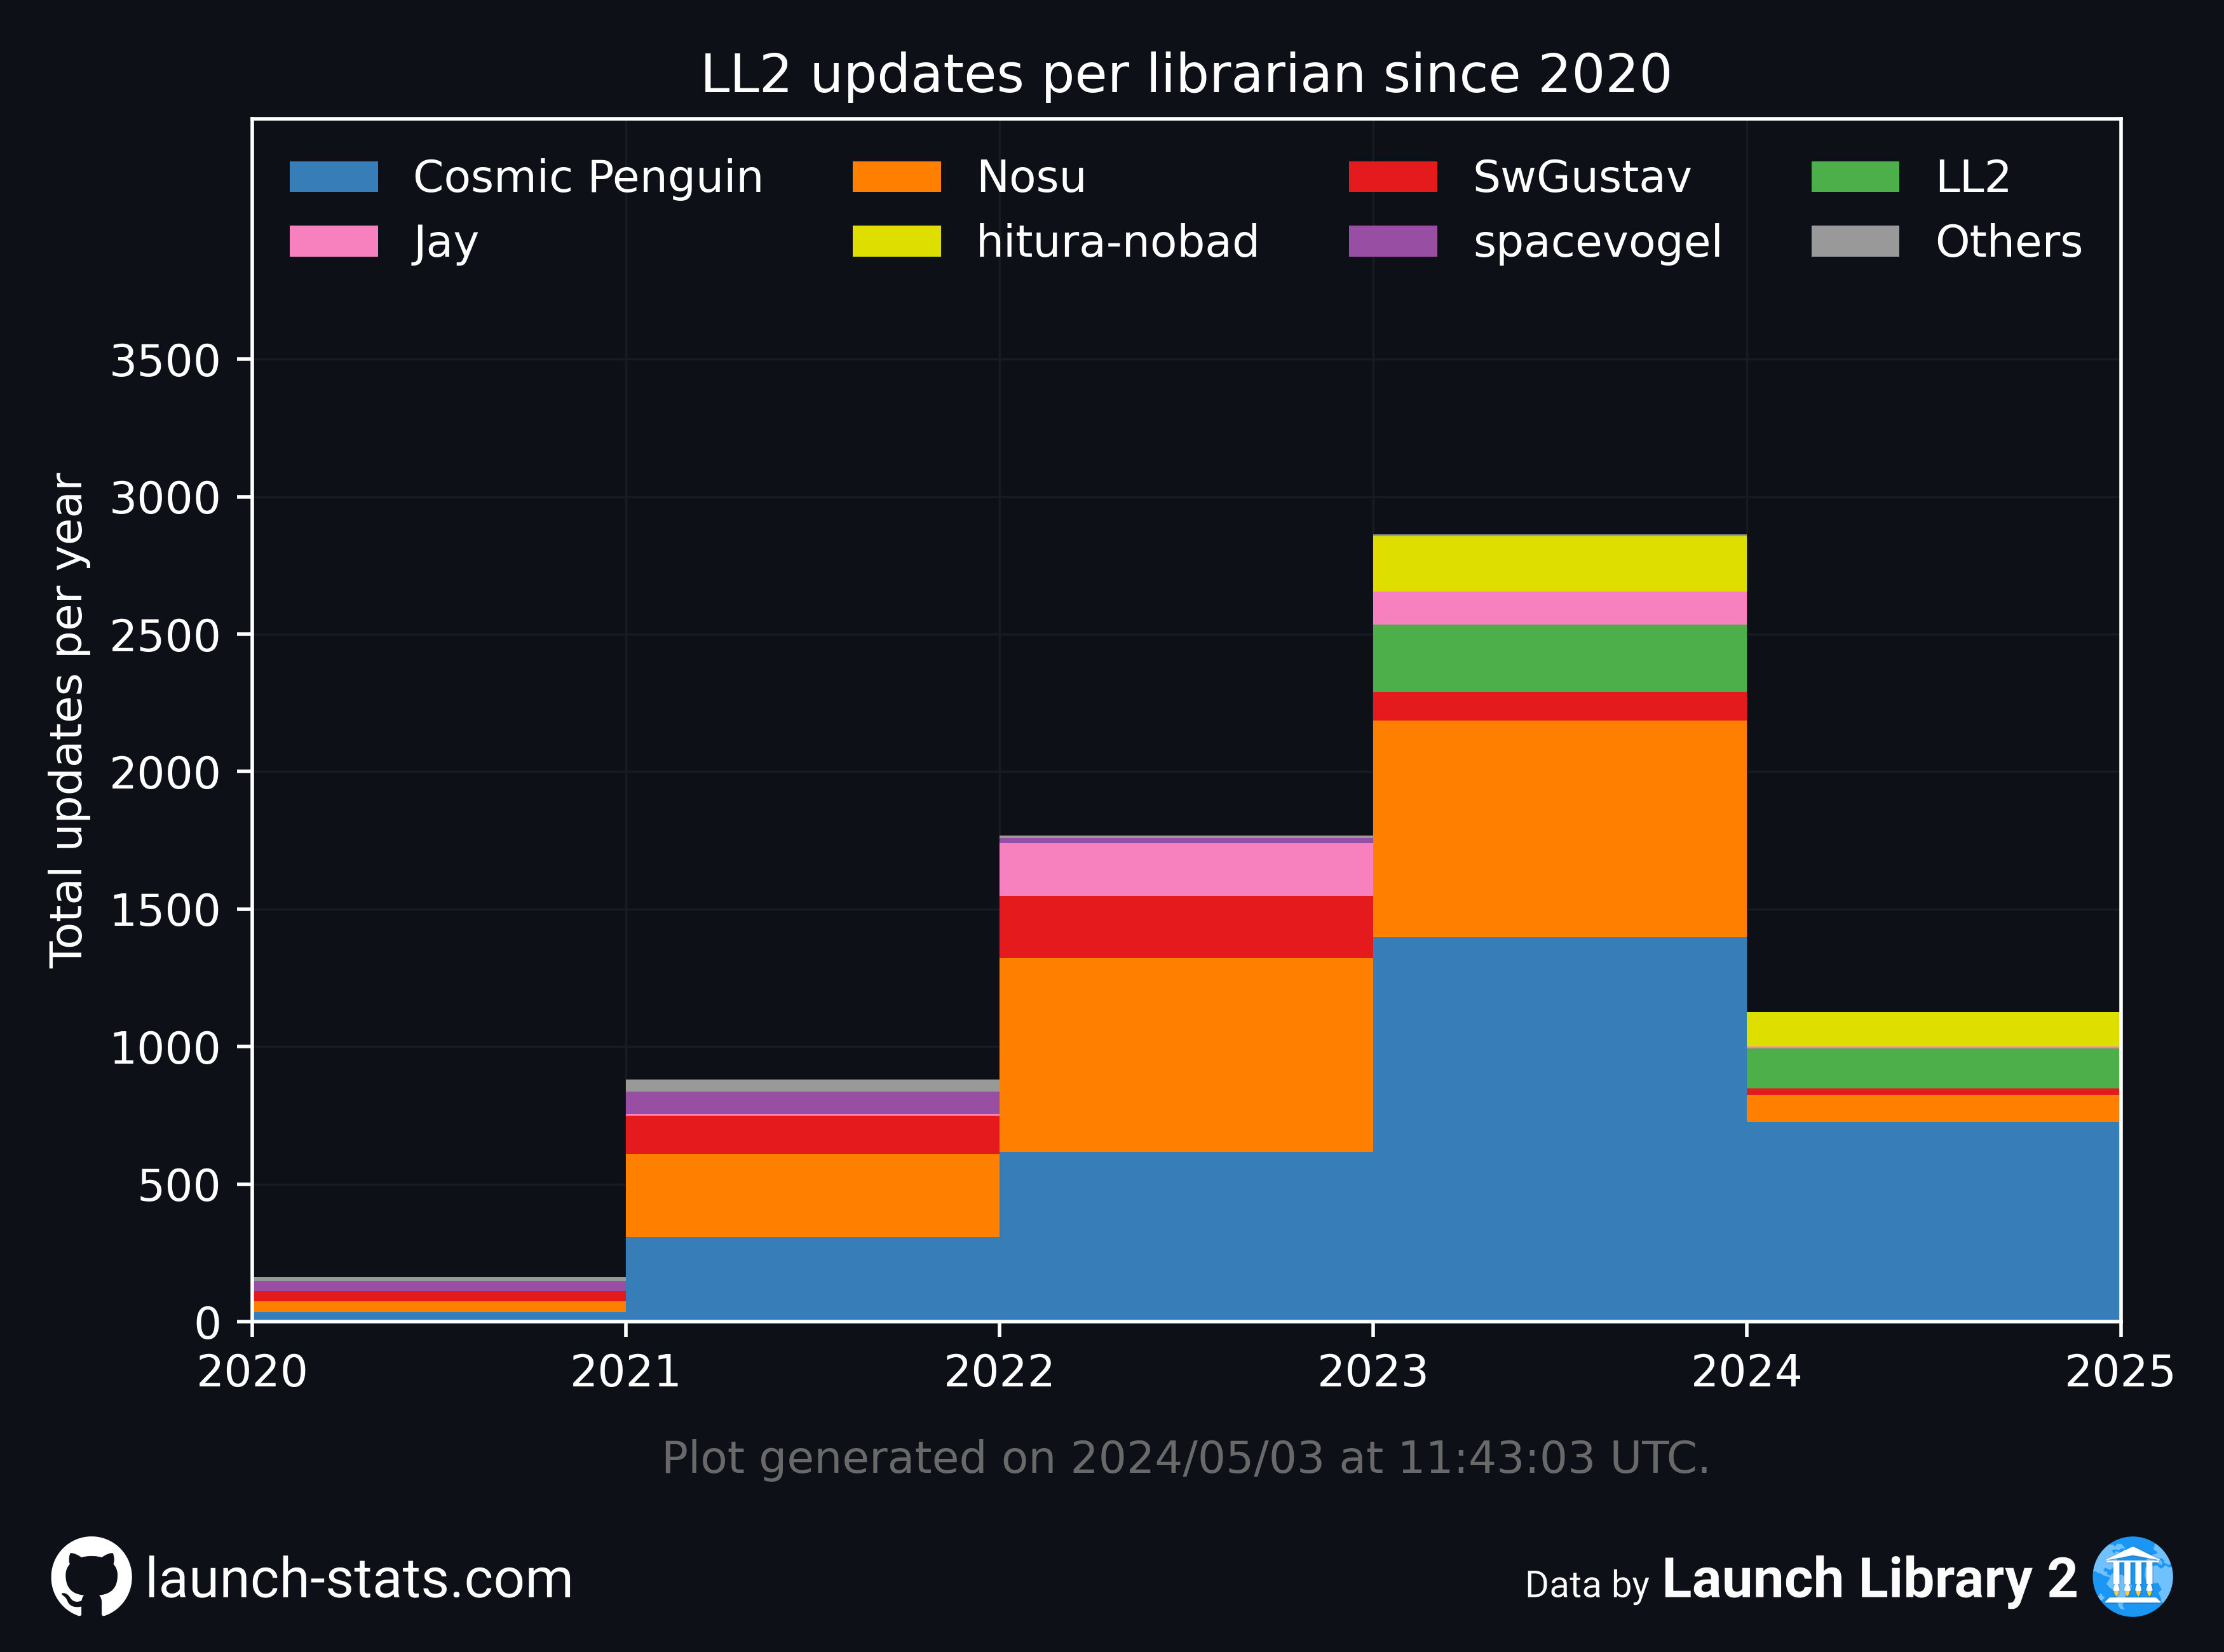 LL2 updates per librarian since 2020
Cosmic Penguin
Nosu
SwGustav
LL2
Jay
hitura-nobad
spacevogel
Others
Total updates per year
3500
3000
2500
2000
1500
1000
500
0
2020 2021 2022 2023 2024 2025
Plot generated on 2024/05/03 at 11:43:03 UTC.
launch-stats.com
Data by Launch Library 2